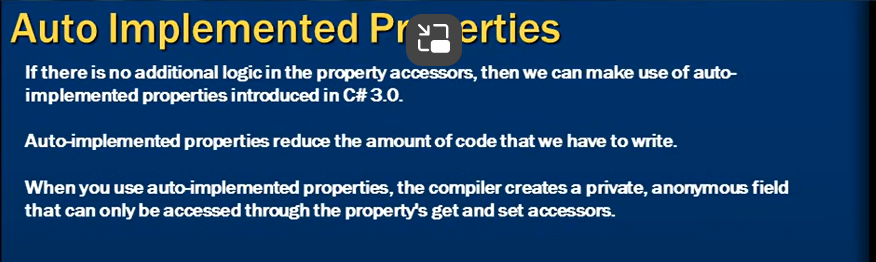 Auto Implemented Pr erties
If there is no additional logic in the property accessors, then we can make use of auto-
implemented properties introduced in C# 3.0.
Auto-implemented properties reduce the amount of code that we have to write.
When you use auto-implemented properties, the compiler creates a private, anonymous field
that can only be accessed through the property's get and set accessors.